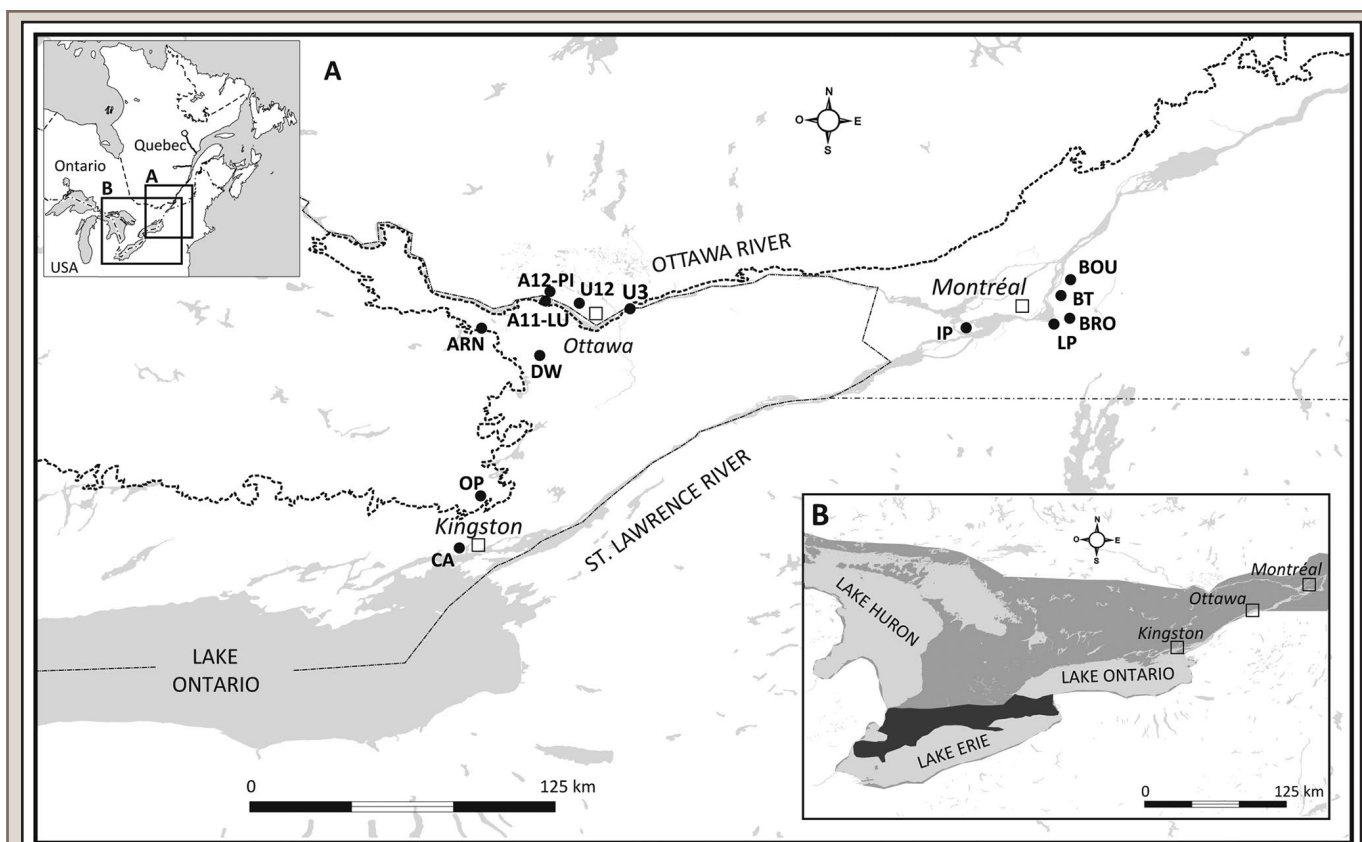 A
N
O
E
S
Quebec
Ontario
A
B
USA
OTTAWA RIVER
A12-PI
U12
U3
A11-LU
Ottawa
ARN
DW
Montréal
BOU
BT
BRO
IP
LP
OP
Kingston
CA
ST. LAWRENCE RIVER
LAKE
ONTARIO
0
125 km
B
N
O
E
S
Montréal
Ottawa
Kingston
LAKE HURON
LAKE ONTARIO
LAKE ERIE
0
125 km